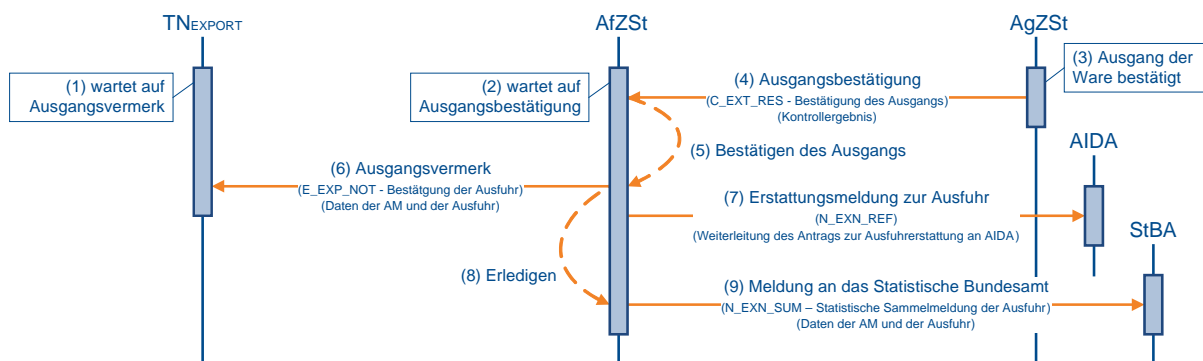 TNEXPORT
AfZSt
AgZSt
(1) wartet auf
Ausgangsvermerk
(2) wartet auf
Ausgangsbestätigung
(3) Ausgang der
Ware bestätigt
(4) Ausgangsbestätigung
(C_EXT_RES - Bestätigung des Ausgangs)
(Kontrollergebnis)
(5) Bestätigen des Ausgangs
AIDA
(6) Ausgangsvermerk
(E_EXP_NOT - Bestätgung der Ausfuhr)
(Daten der AM und der Ausfuhr)
(7) Erstattungsmeldung zur Ausfuhr
(N_EXN_REF)
(Weiterleitung des Antrags zur Ausfuhrerstattung an AIDA)
StBA
(8) Erledigen
(9) Meldung an das Statistische Bundesamt
(N_EXN_SUM – Statistische Sammelmeldung der Ausfuhr)
(Daten der AM und der Ausfuhr)